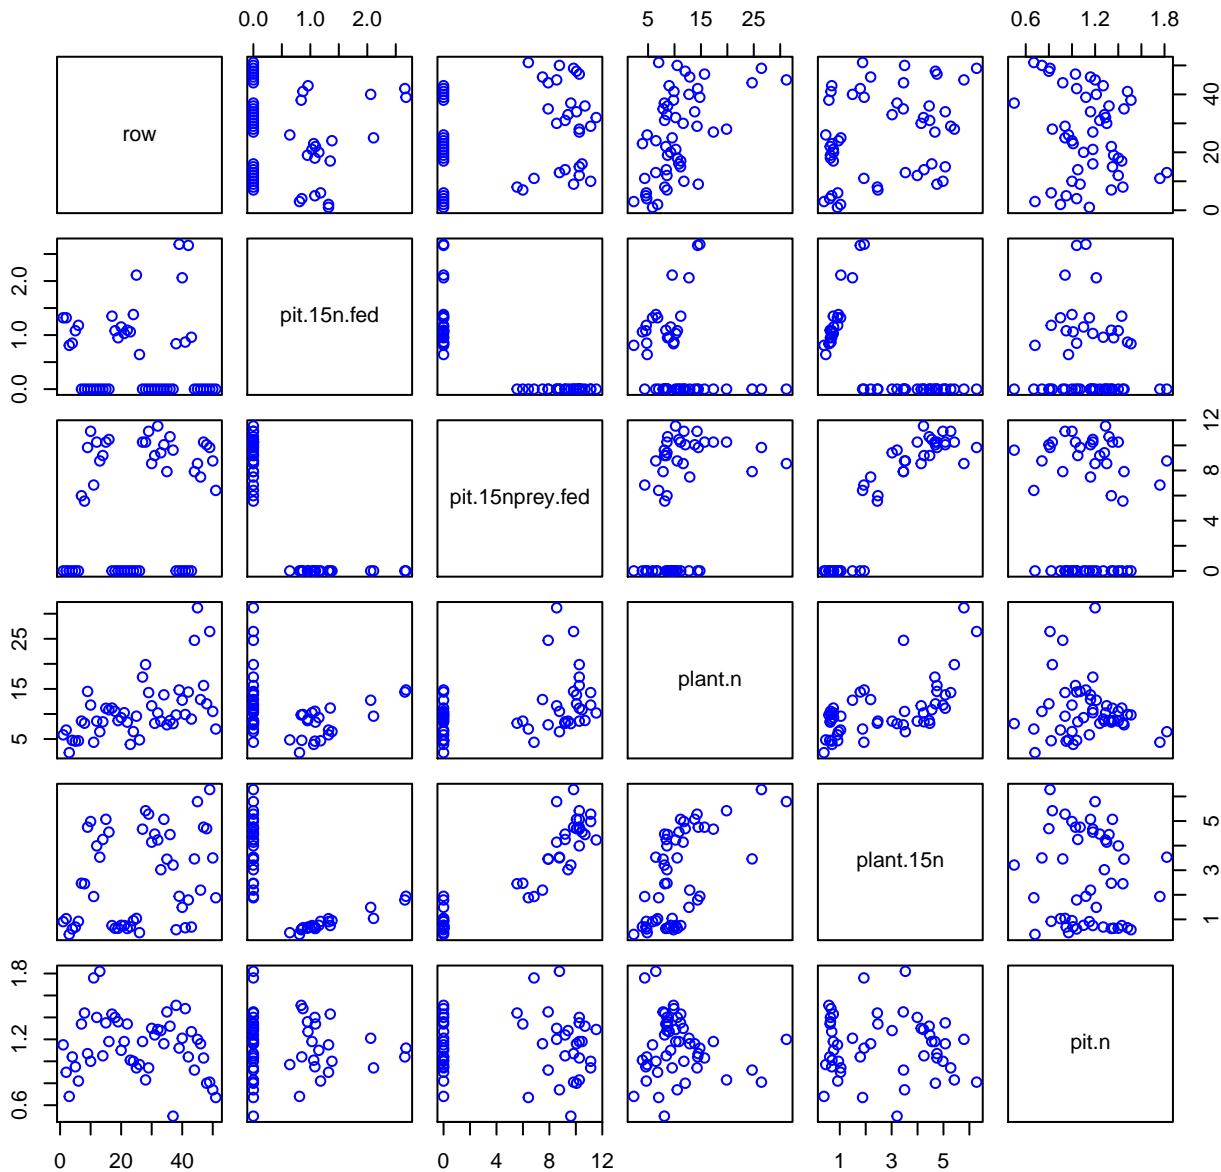 0.0 1.0 2.0 5 15 25 0.6 1.2 1.8
row 0 20 40
0.0 1.0 2.0 pit.15n.fed
pit.15nprey.fed 0 4 8 12
5 15 25 plant.n
plant.15n 1 3 5
0.6 1.2 1.8 pit.n
0 20 40 0 4 8 12 1 3 5